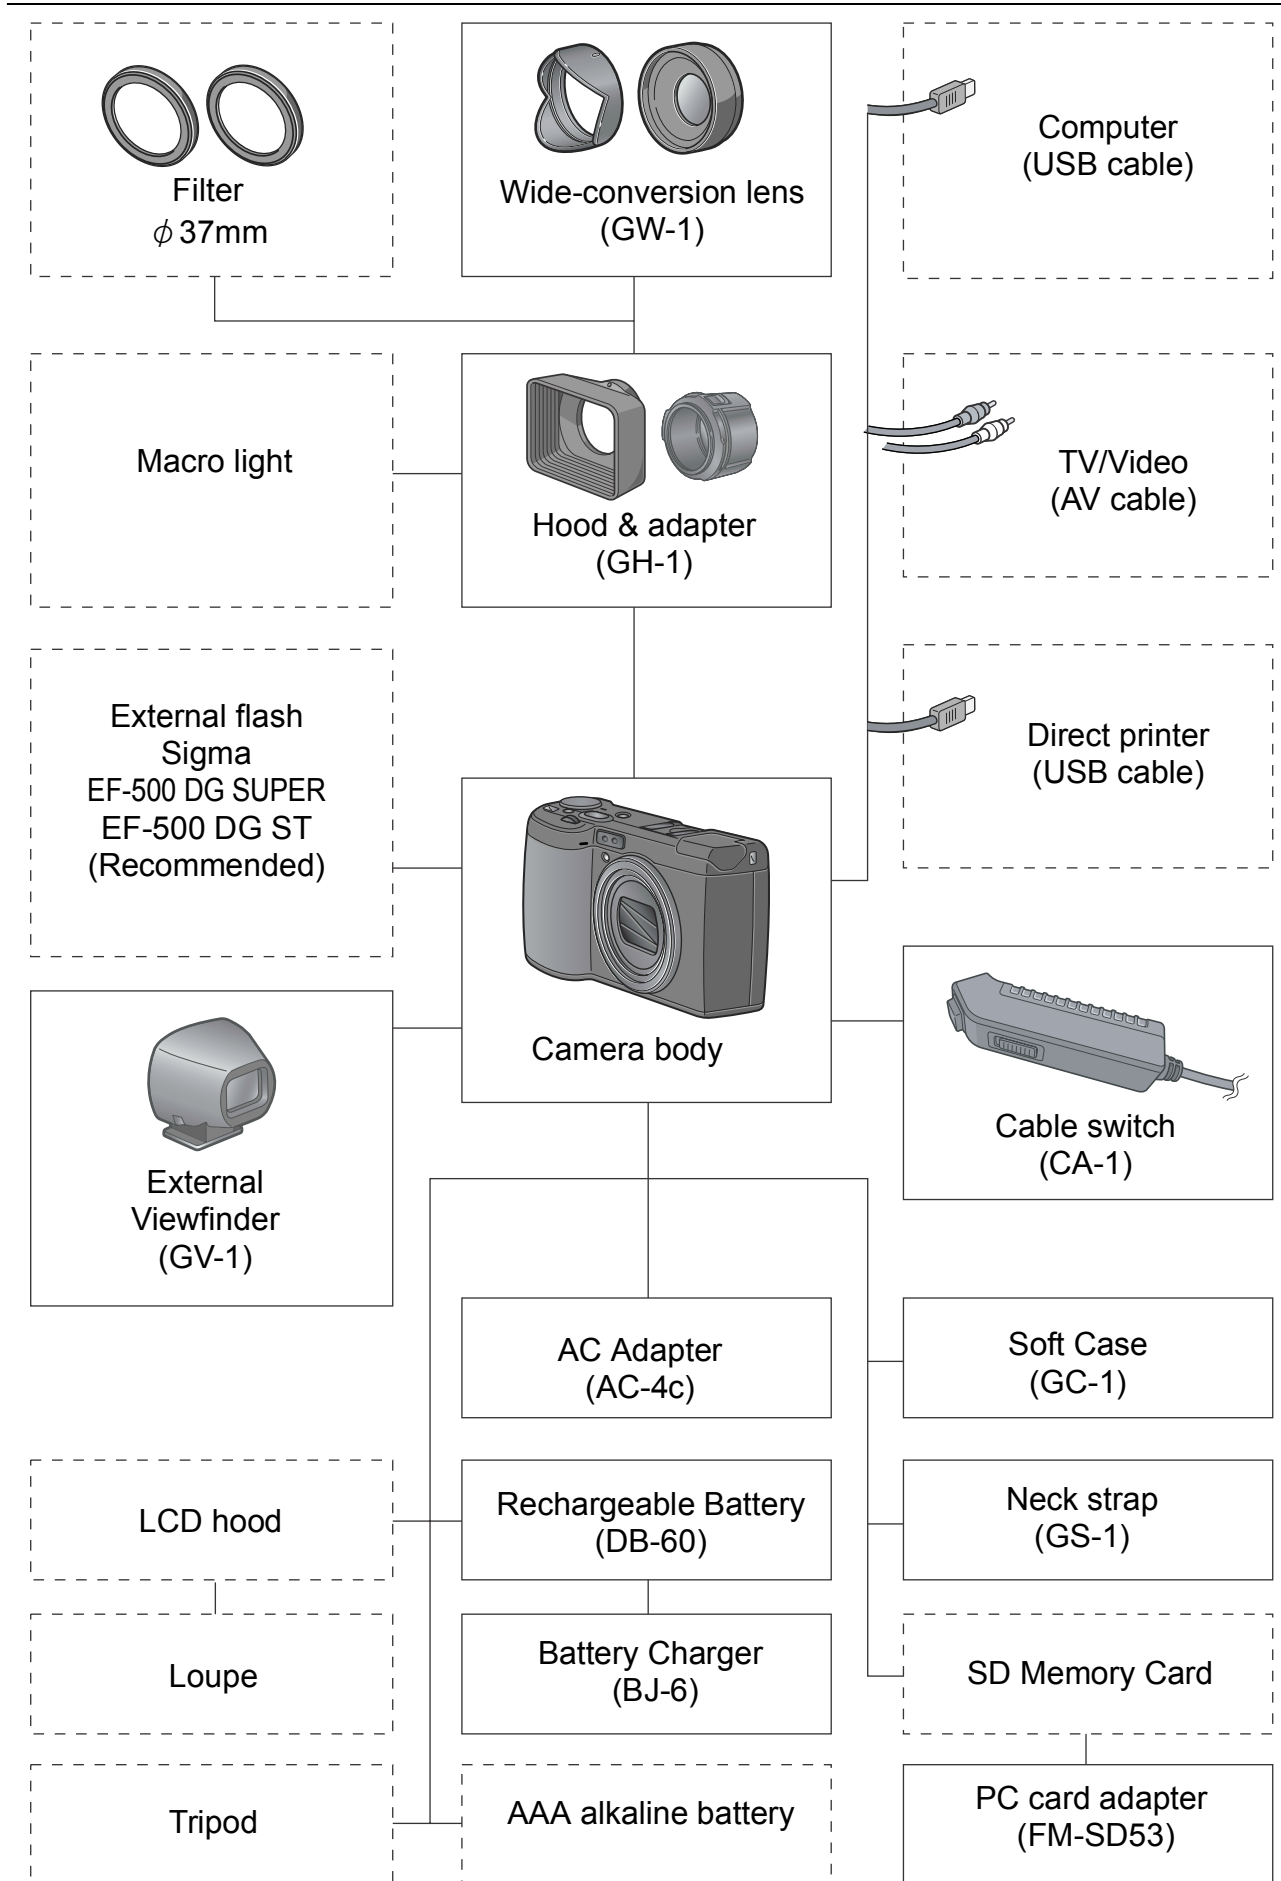 Filter
ϕ 37mm
Wide-conversion lens
(GW-1)
Computer
(USB cable)
Macro light
Hood & adapter
(GH-1)
TV/Video
(AV cable)
External flash
Sigma
EF-500 DG SUPER
EF-500 DG ST
(Recommended)
Direct printer
(USB cable)
Camera body
External
Viewfinder
(GV-1)
Cable switch
(CA-1)
AC Adapter
(AC-4c)
Soft Case
(GC-1)
LCD hood
Rechargeable Battery
(DB-60)
Neck strap
(GS-1)
Loupe
Battery Charger
(BJ-6)
SD Memory Card
Tripod
AAA alkaline battery
PC card adapter
(FM-SD53)